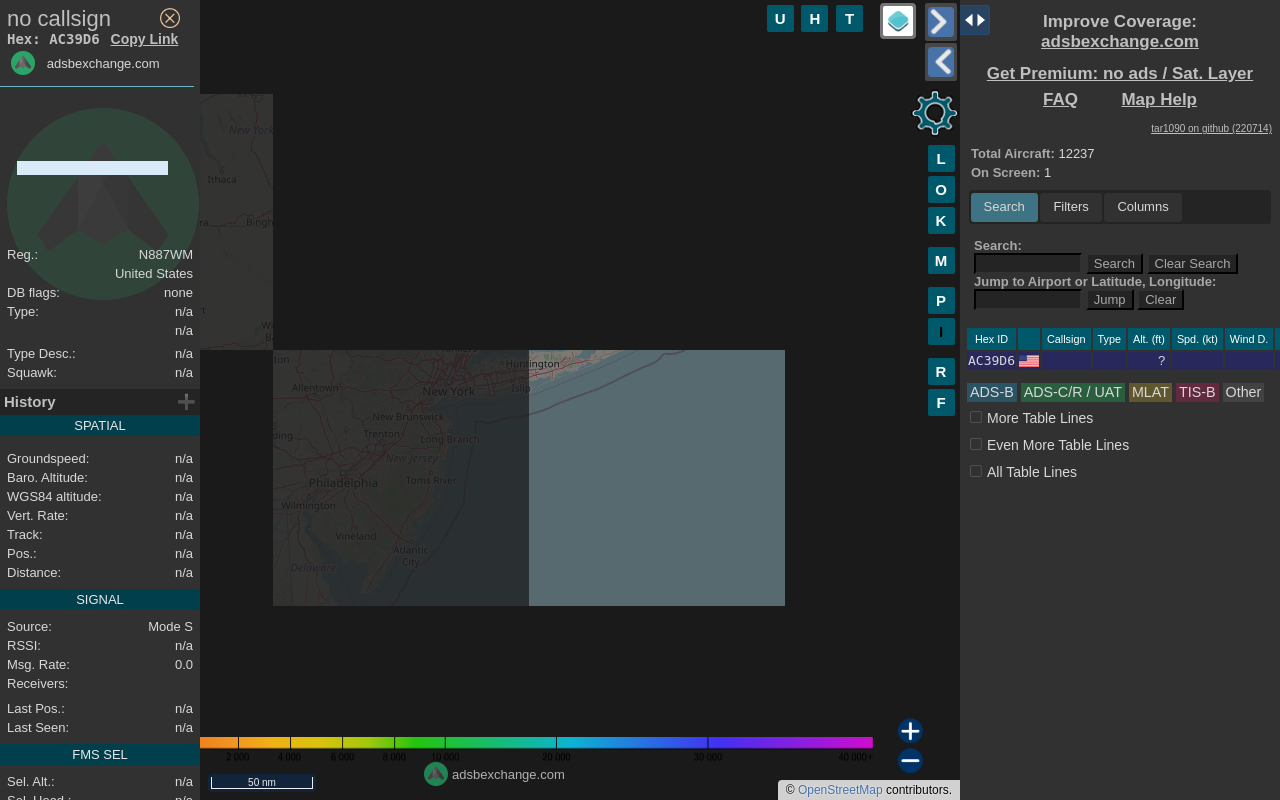 no callsign
Hex: AC39D6 Copy Link
adsbexchange.com
Reg.: N887WM
United States
DB flags: none
Type: n/a
n/a
Type Desc.: n/a
Squawk: n/a
History
SPATIAL
Groundspeed: n/a
Baro. Altitude: n/a
WGS84 altitude: n/a
Vert. Rate: n/a
Track: n/a
Pos.: n/a
Distance: n/a
SIGNAL
Source: Mode S
RSSI: n/a
Msg. Rate: 0.0
Receivers:
Last Pos.: n/a
Last Seen: n/a
FMS SEL
Sel. Alt.: n/a
Sel. Head.: n/a
U H T
L
O
K
M
P
I
R
F
New York
Ithaca
Bingh
Allentown
New York
Huntington
Islip
New Brunswick
Trenton
Long Branch
New Jersey
Philadelphia
Toms River
Wilmington
Vineland
Atlantic
City
Delaware
2 000 4 000 6 000 8 000 10 000 20 000 30 000 40 000+
adsbexchange.com
50 nm
© OpenStreetMap contributors.
Improve Coverage:
adsbexchange.com
Get Premium: no ads / Sat. Layer
FAQ Map Help
tar1090 on github (220714)
Total Aircraft: 12237
On Screen: 1
Search Filters Columns
Search:
Search Clear Search
Jump to Airport or Latitude, Longitude:
Jump Clear
Hex ID Callsign Type Alt. (ft) Spd. (kt) Wind D.
AC39D6 ?
ADS-B ADS-C/R / UAT MLAT TIS-B Other
More Table Lines
Even More Table Lines
All Table Lines